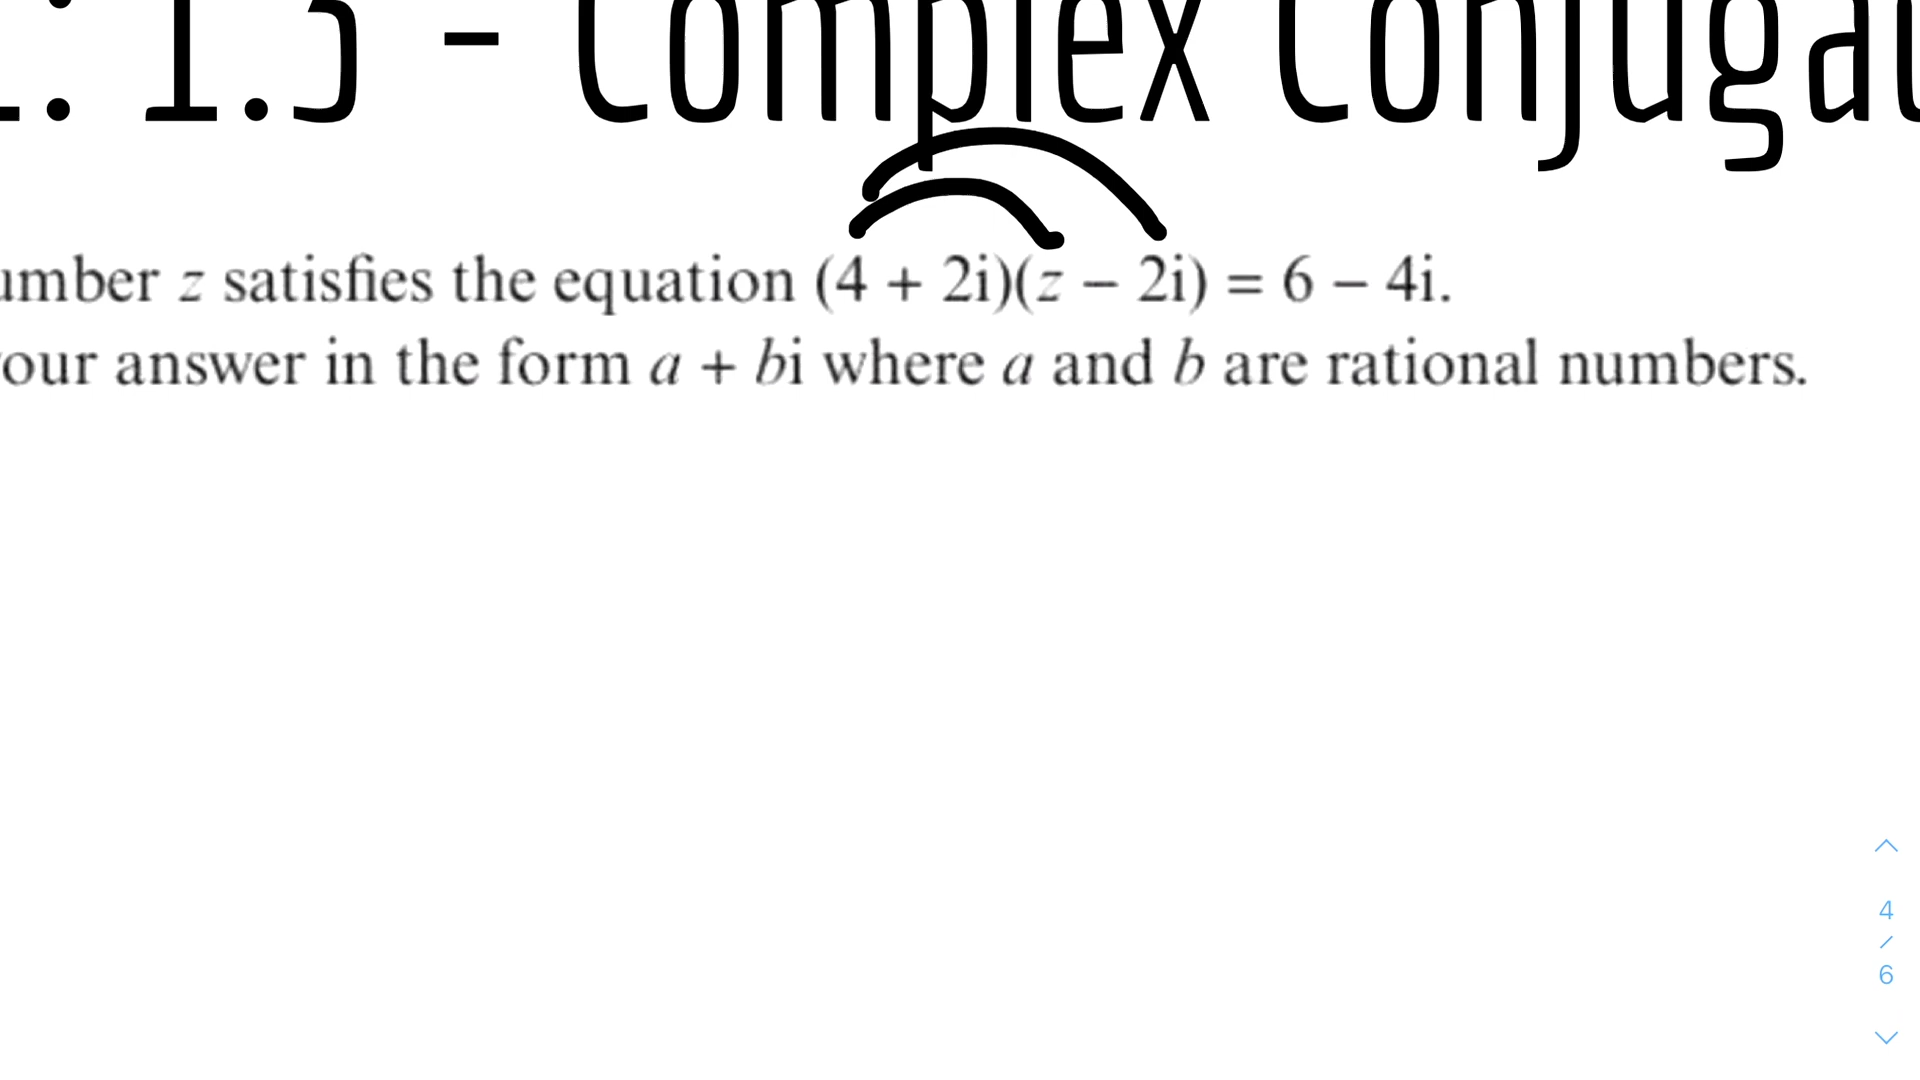 1.3 - Complex Conjuga
umber z satisfies the equation (4 + 2i)(z − 2i) = 6 − 4i.
our answer in the form a + bi where a and b are rational numbers.
4
/
6